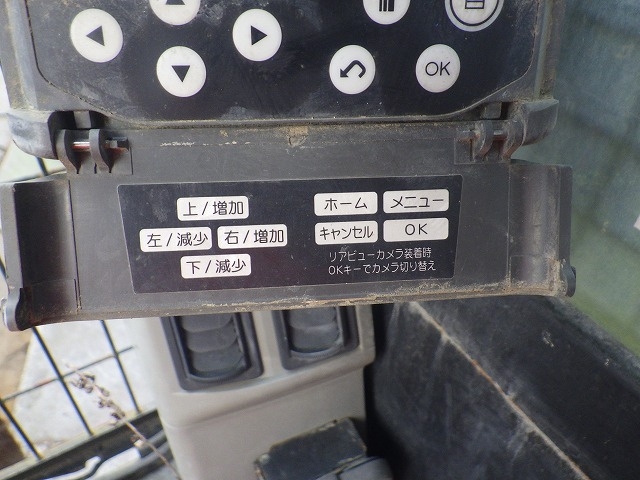 OK
上/増加
ホーム メニュー
左/減少 右/増加 キャンセル OK
下/減少
リアビューカメラ装着時
OKキーでカメラ切り替え